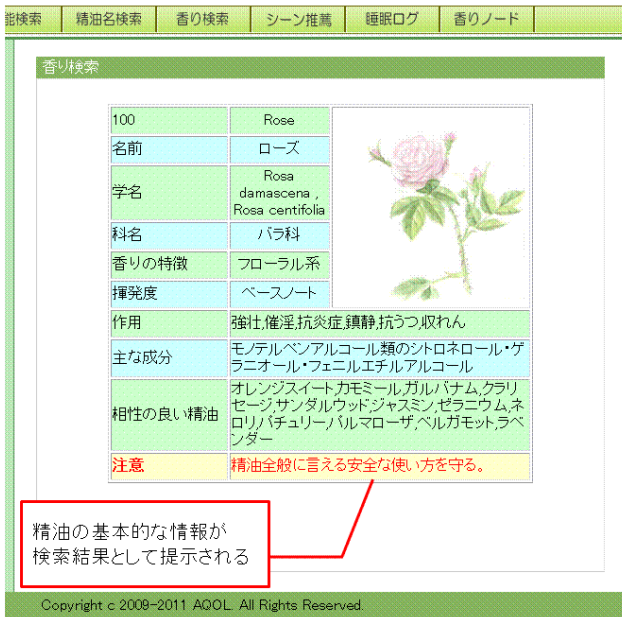 能検索 精油名検索 香り検索 シーン推薦 睡眠ログ 香りノード
香り検索
100 Rose
名前 ローズ
学名 Rosa
damascena ,
Rosa centifolia
科名 バラ科
香りの特徴 フローラル系
揮発度 ベースノート
作用 強壮,催淫,抗炎症,鎮静,抗うつ,収れん
主な成分 モノテルペンアルコール類のシトロネロール・ゲ
ラニオール・フェニルエチルアルコール
相性の良い精油 オレンジスイート,カモミール,ガルバナム,クラリ
セージ,サンダルウッド,ジャスミン,ゼラニウム,ネ
ロリ,パチュリー,パルマローザ,ベルガモット,ラベ
ンダー
注意 精油全般に言える安全な使い方を守る。
精油の基本的な情報が
検索結果として提示される
Copyright c 2009-2011 AQOL. All Rights Reserved.